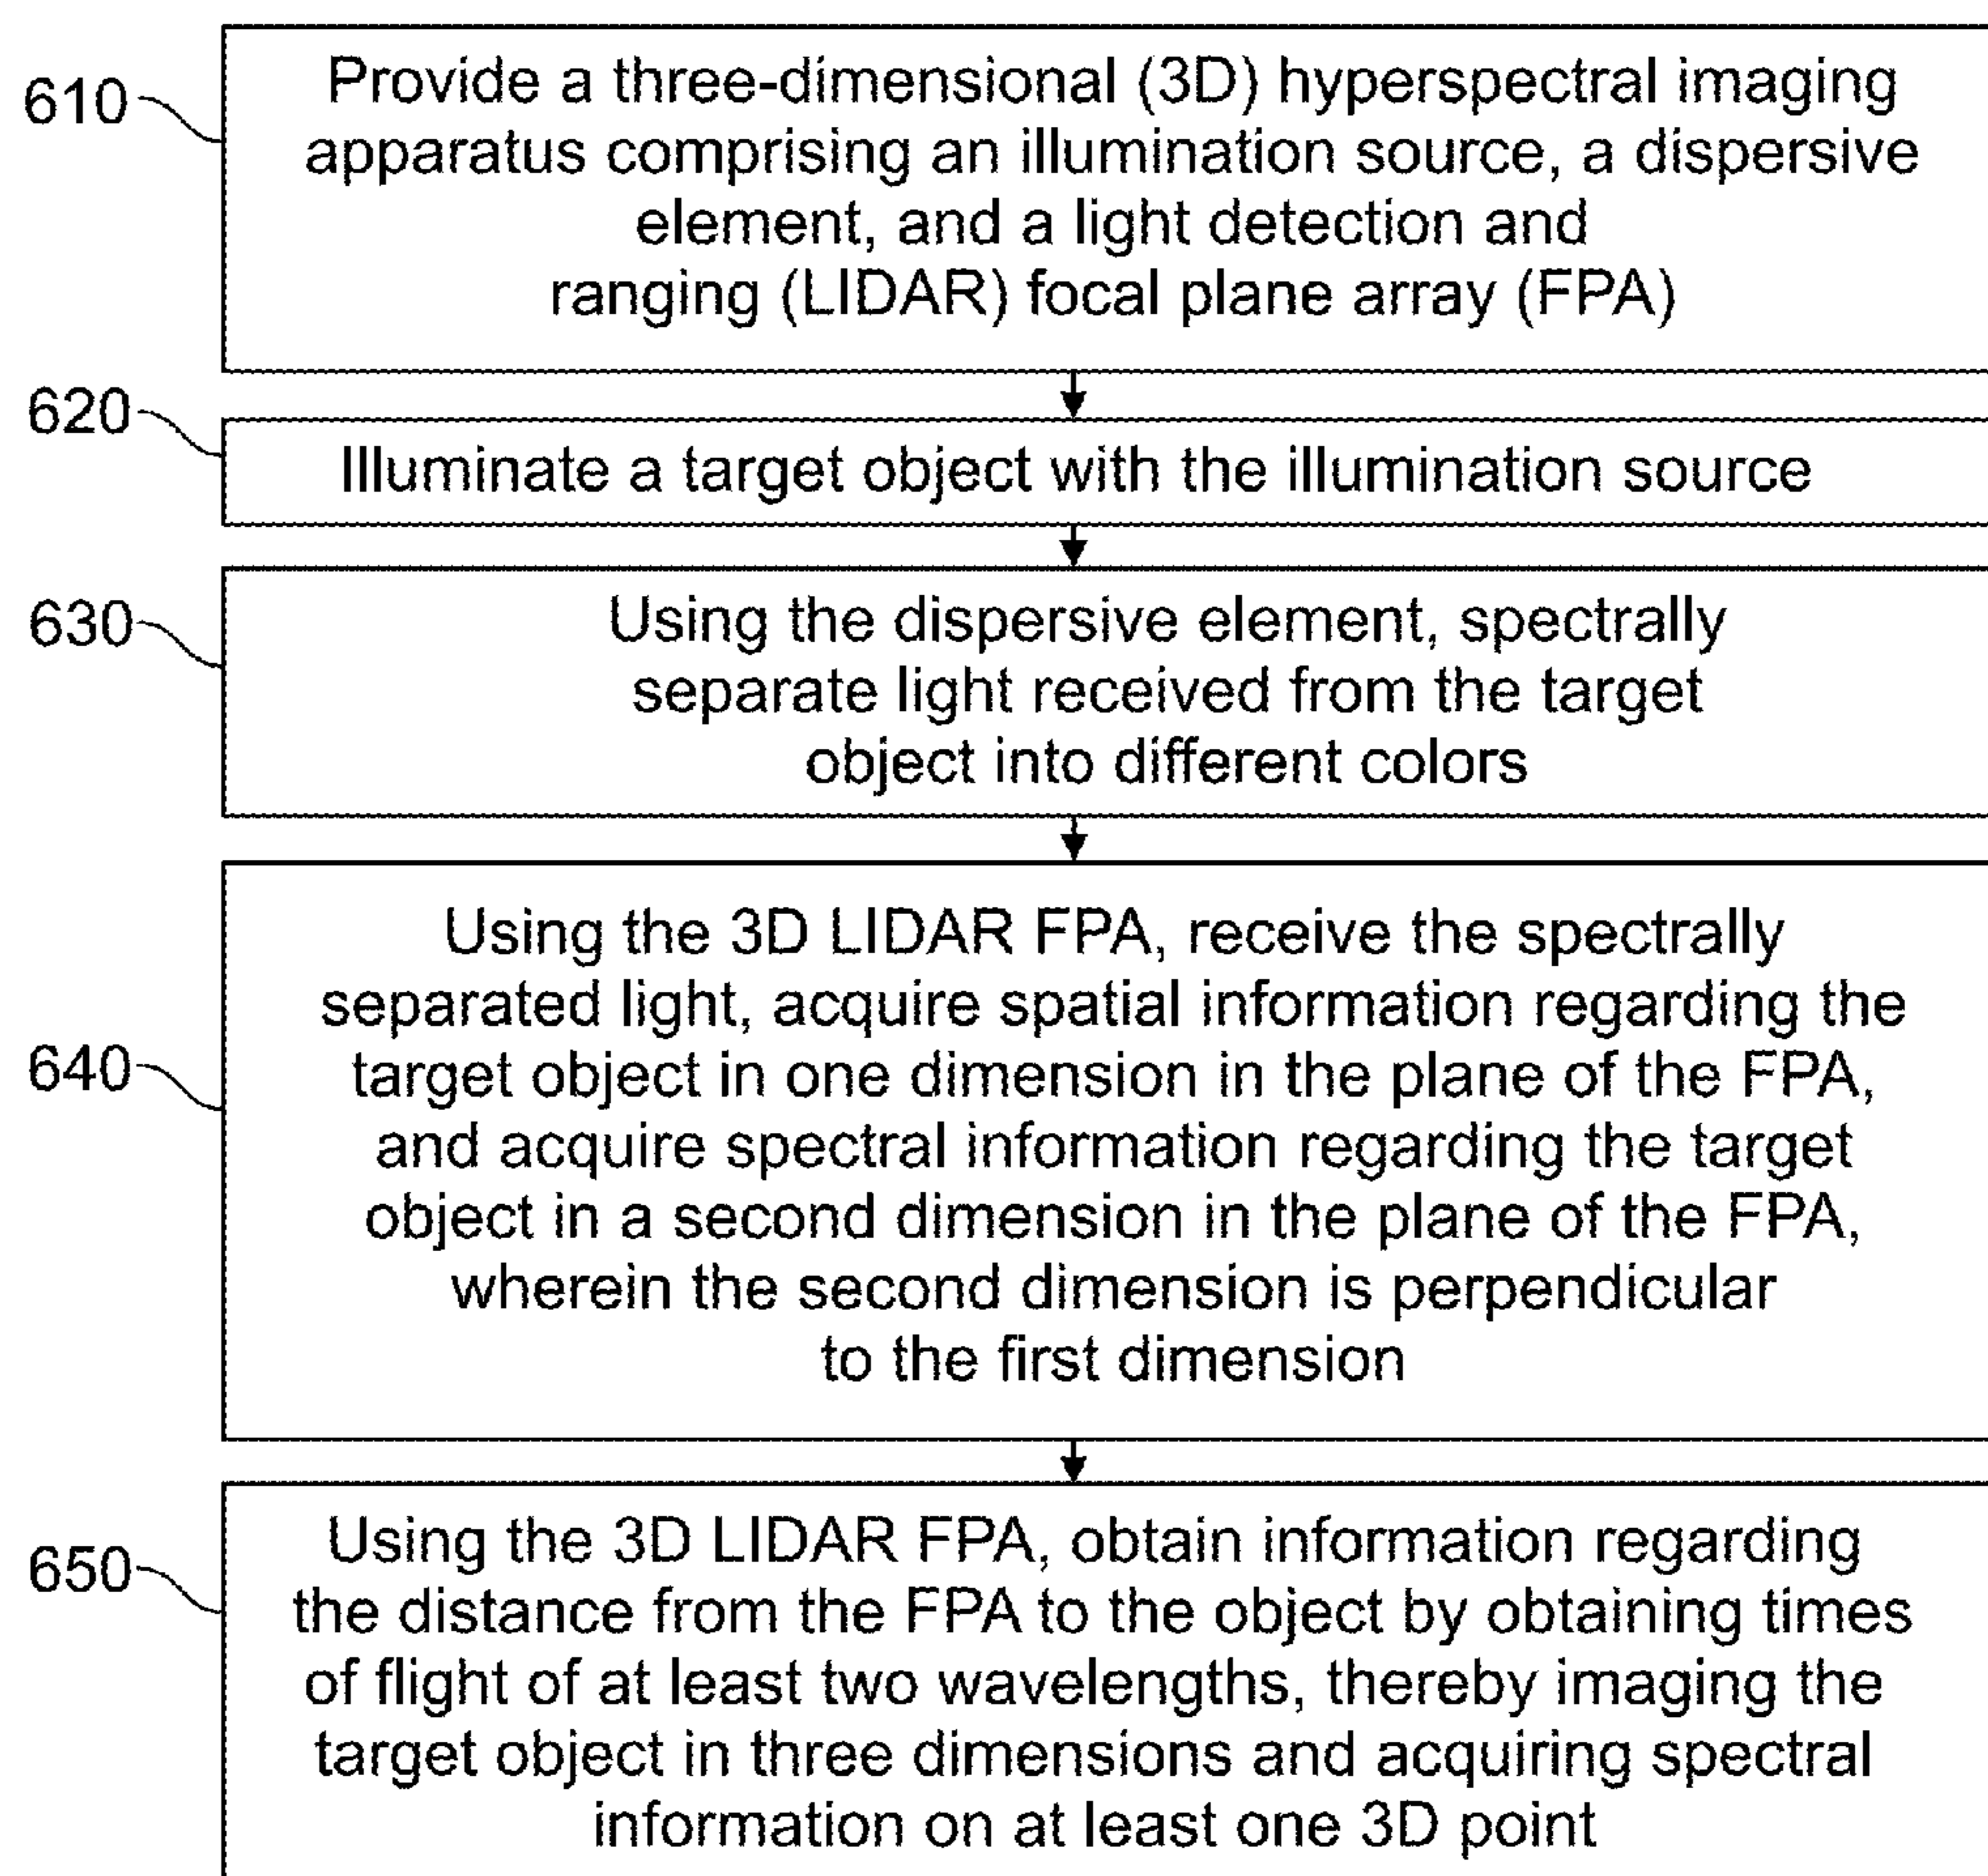 610
Provide a three-dimensional (3D) hyperspectral imaging
apparatus comprising an illumination source, a dispersive
element, and a light detection and
ranging (LIDAR) focal plane array (FPA)
620
Illuminate a target object with the illumination source
630
Using the dispersive element, spectrally
separate light received from the target
object into different colors
640
Using the 3D LIDAR FPA, receive the spectrally
separated light, acquire spatial information regarding the
target object in one dimension in the plane of the FPA,
and acquire spectral information regarding the target
object in a second dimension in the plane of the FPA,
wherein the second dimension is perpendicular
to the first dimension
650
Using the 3D LIDAR FPA, obtain information regarding
the distance from the FPA to the object by obtaining times
of flight of at least two wavelengths, thereby imaging the
target object in three dimensions and acquiring spectral
information on at least one 3D point